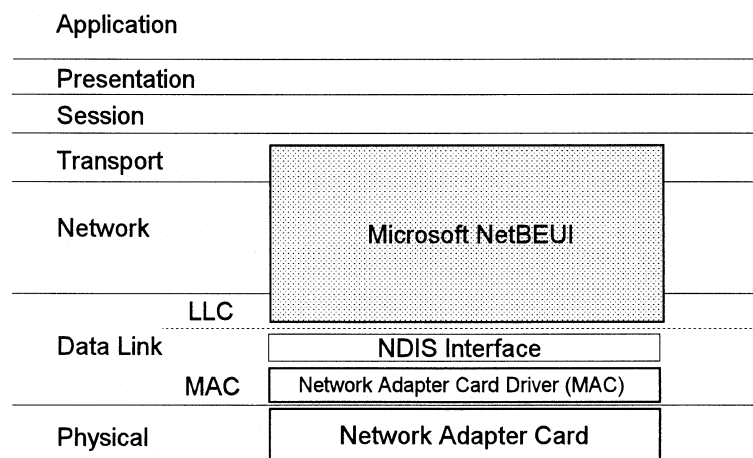 Application
Presentation
Session
Transport
Network
Microsoft NetBEUI
LLC
Data Link
NDIS Interface
MAC
Network Adapter Card Driver (MAC)
Physical
Network Adapter Card